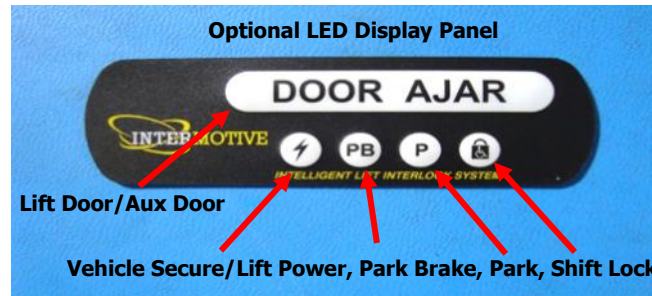 Optional LED Display Panel
DOOR AJAR
INTERMOTIVE
PB P
INTELLIGENT LIFT INTERLOCK SYSTEM
Lift Door/Aux Door
Vehicle Secure/Lift Power, Park Brake, Park, Shift Lock